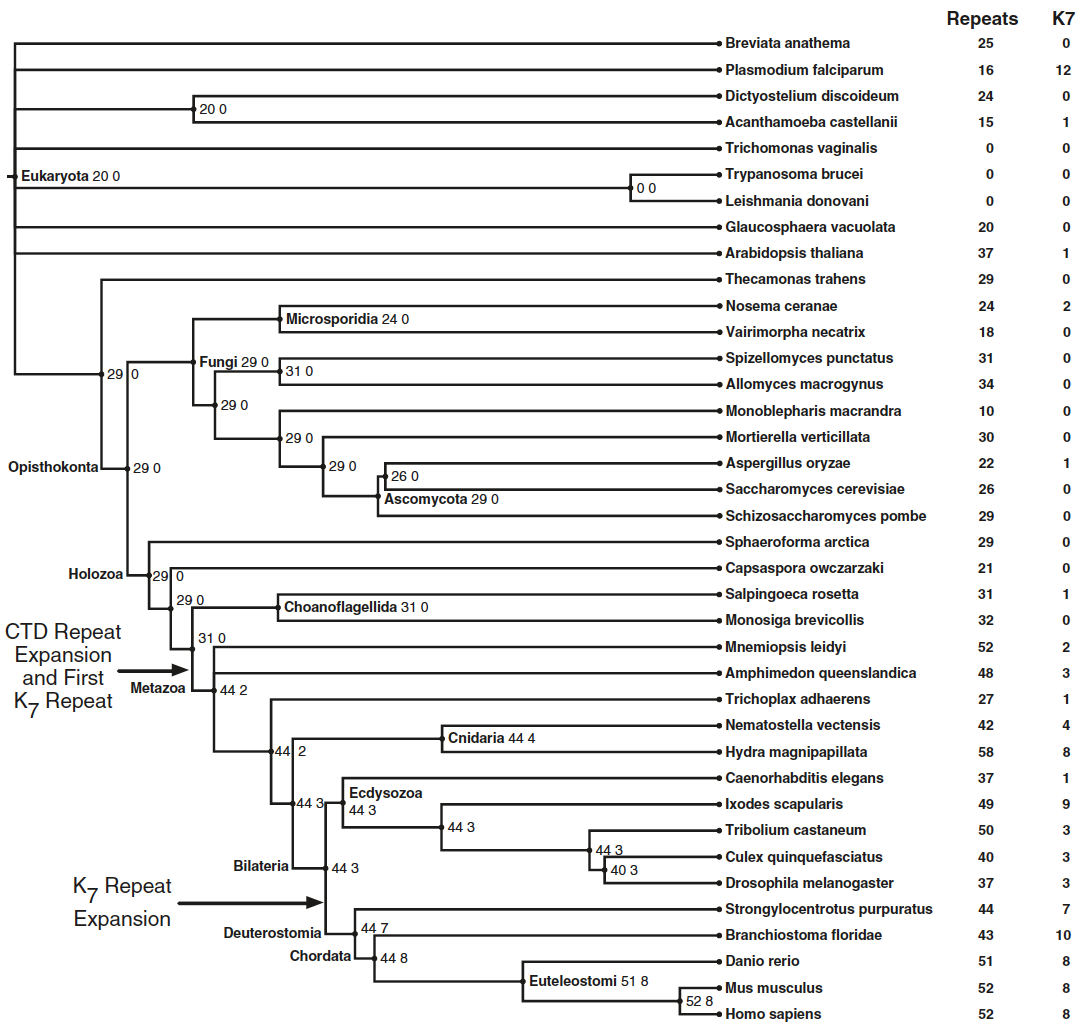 Repeats K7
Breviata anathema 25 0
Plasmodium falciparum 16 12
Dictyostelium discoideum 24 0
20 0
Acanthamoeba castellanii 15 1
Trichomonas vaginalis 0 0
Eukaryota 20 0
Trypanosoma brucei 0 0
0 0
Leishmania donovani 0 0
Glaucosphaera vacuolata 20 0
Arabidopsis thaliana 37 1
Thecamonas trahens 29 0
Nosema ceranae 24 2
Microsporidia 24 0
Vairimorpha necatrix 18 0
Spizellomyces punctatus 31 0
Fungi 29 0
31 0
29 0
Allomyces macrogynus 34 0
29 0
Monoblepharis macrandra 10 0
29 0
Mortierella verticillata 30 0
Aspergillus oryzae 22 1
Opisthokonta 29 0
29 0
26 0
Saccharomyces cerevisiae 26 0
Ascomycota 29 0
Schizosaccharomyces pombe 29 0
Sphaeroforma arctica 29 0
Capsaspora owczarzaki 21 0
Holozoa 29 0
29 0
Salpingoeca rosetta 31 1
Choanoflagellida 31 0
Monosiga brevicollis 32 0
31 0
CTD Repeat
Expansion
and First
K7 Repeat
Mnemiopsis leidyi 52 2
Amphimedon queenslandica 48 3
Metazoa 44 2
Trichoplax adhaerens 27 1
Nematostella vectensis 42 4
Cnidaria 44 4
44 2
Hydra magnipapillata 58 8
Caenorhabditis elegans 37 1
Ecdysozoa
44 3
44 3
Ixodes scapularis 49 9
44 3
Tribolium castaneum 50 3
44 3
Culex quinquefasciatus 40 3
Bilateria 44 3
40 3
Drosophila melanogaster 37 3
K7 Repeat
Expansion
Strongylocentrotus purpuratus 44 7
Deuterostomia 44 7
Branchiostoma floridae 43 10
Chordata 44 8
Danio rerio 51 8
Euteleostomi 51 8
Mus musculus 52 8
52 8
Homo sapiens 52 8